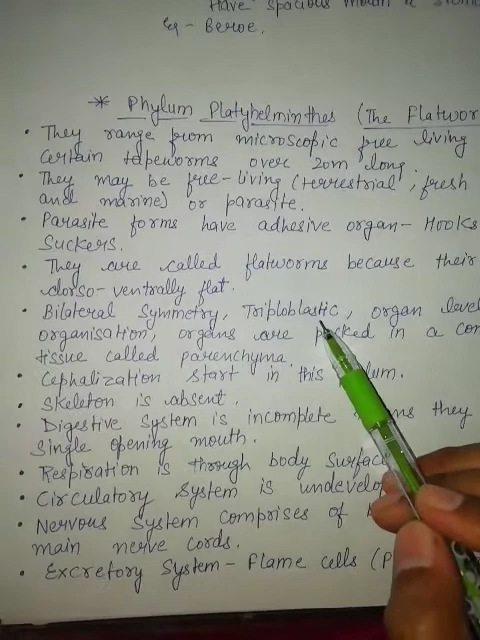 Have spacious mouth &
eg - Beroe.
* Phylum Platyhelminthes (The Flatwor
• They range from microscopic free living
certain tapeworms over 20m long.
• They may be free-living (terrestrial, fresh
and marine) or parasite.
• Parasite forms have adhesive organ - Hooks
Suckers.
• They are called flatworms because their
dorso-ventrally flat.
• Bilateral Symmetry, Triploblastic, organ level
organisation, organs are packed in a con
tissue called parenchyma.
• Cephalization start in this lum.
• Skeleton is absent.
• Digestive System is incomplete ns they
Single opening mouth.
• Respiration is through body surface
• Circulatory System is undevelo
• Nervous System comprises of
main nerve cords.
• Excretory System - Flame cells (P